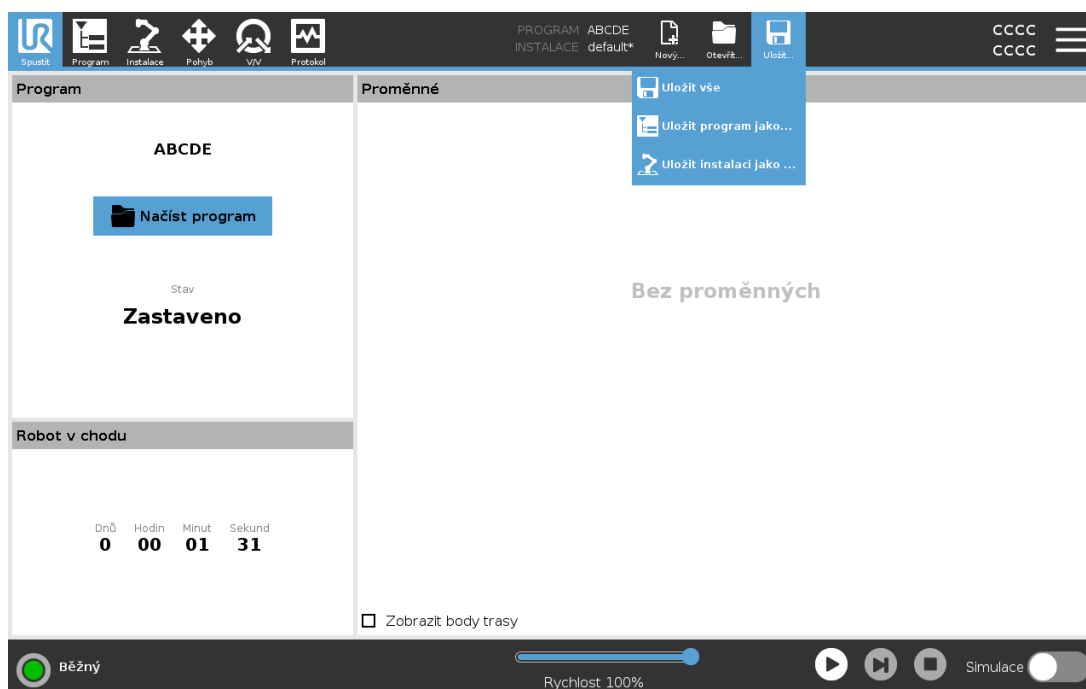 Spustit
Program
Instalace
Pohyb
V/V
Protokol
PROGRAM ABCDE
INSTALACE default*
Nový...
Otevřít...
Uložit...
CCCC
CCCC
Uložit vše
Uložit program jako...
Uložit instalaci jako ...
Program
Proměnné
ABCDE
Načíst program
Stav
Zastaveno
Bez proměnných
Robot v chodu
Dnů Hodin Minut Sekund
0 00 01 31
Zobrazit body trasy
Běžný
Rychlost 100%
Simulace